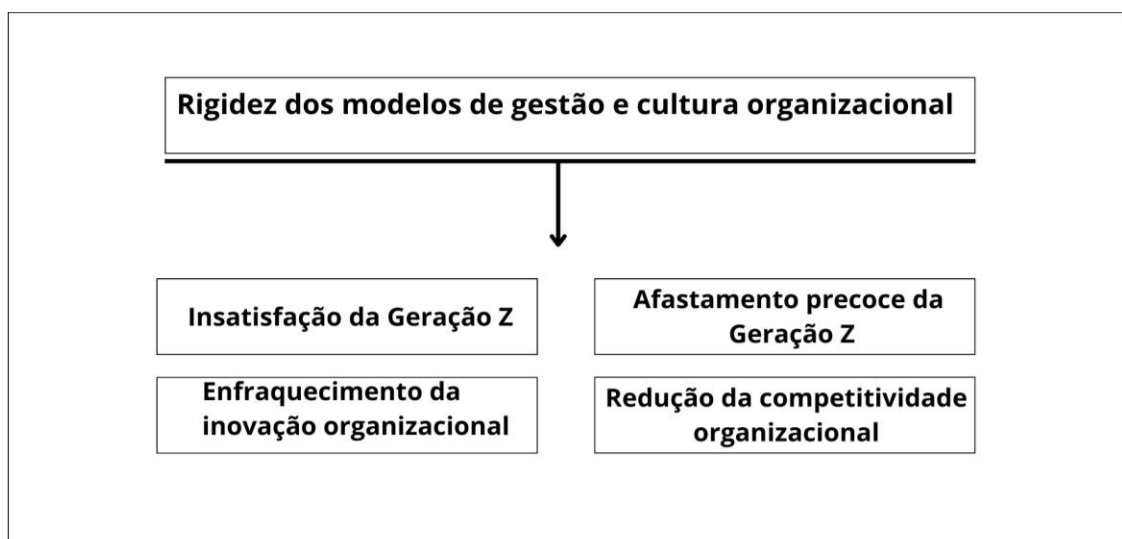 Rigidez dos modelos de gestão e cultura organizacional
Insatisfação da Geração Z
Afastamento precoce da
Geração Z
Enfraquecimento da
inovação organizacional
Redução da competitividade
organizacional